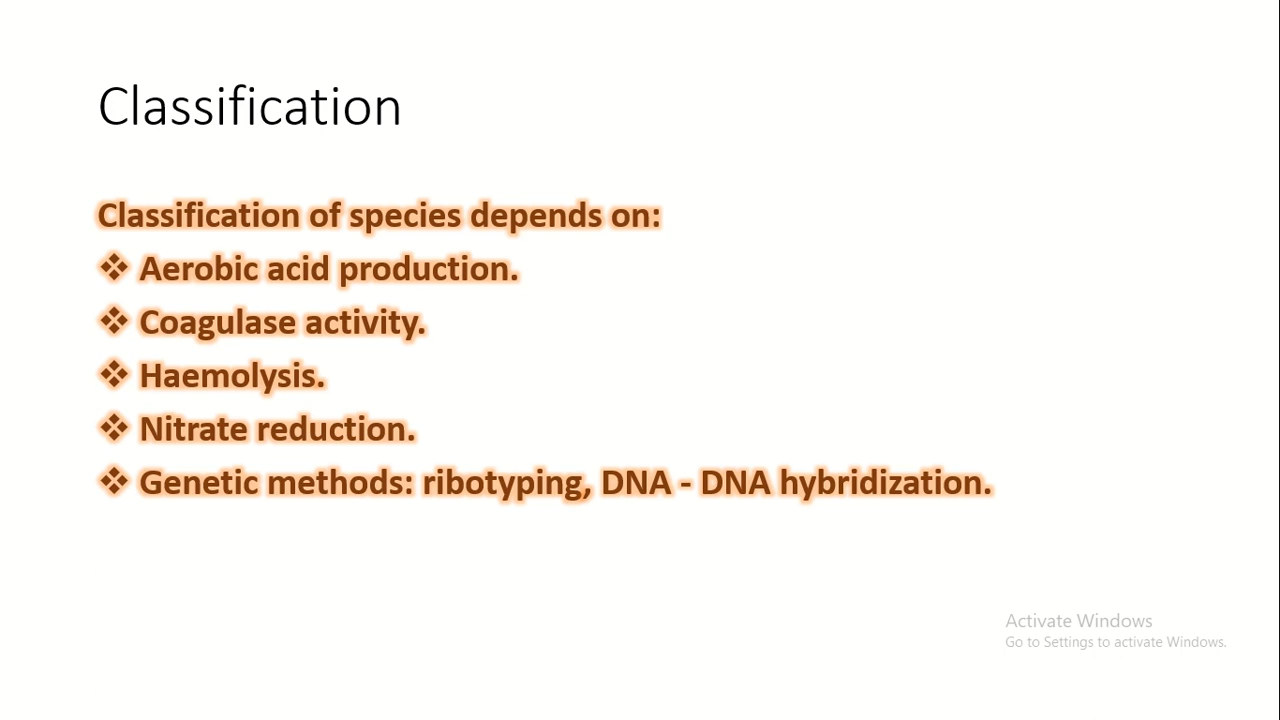 Classification
Classification of species depends on:
❖ Aerobic acid production.
❖ Coagulase activity.
❖ Haemolysis.
❖ Nitrate reduction.
❖ Genetic methods: ribotyping, DNA - DNA hybridization.
Activate Windows
Go to Settings to activate Windows.